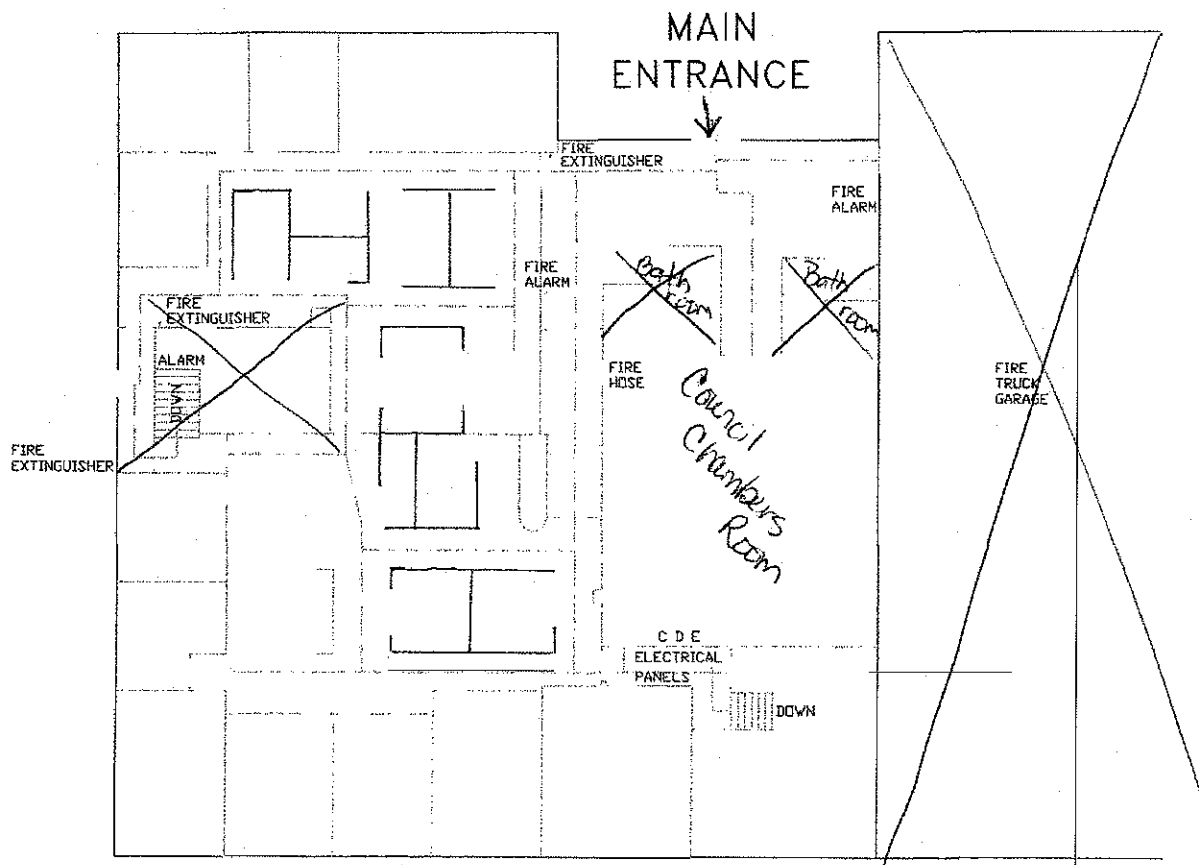 MAIN
ENTRANCE
FIRE
EXTINGUISHER
FIRE
ALARM
FIRE
ALARM
Bath
room
Bath
room
FIRE
EXTINGUISHER
ALARM
DOWN
FIRE
HOSE
FIRE
TRUCK
GARAGE
Council
Chambers
Room
FIRE
EXTINGUISHER
C D E
ELECTRICAL
PANELS
DOWN